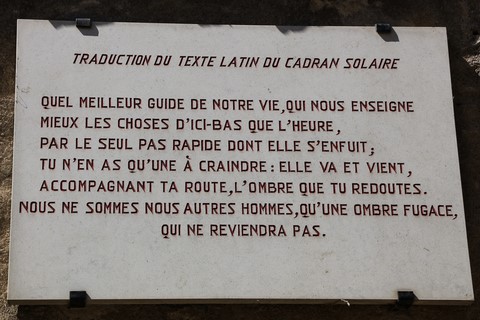 TRADUCTION DU TEXTE LATIN DU CADRAN SOLAIRE
QUEL MEILLEUR GUIDE DE NOTRE VIE, QUI NOUS ENSEIGNE
MIEUX LES CHOSES D'ICI-BAS QUE L'HEURE,
PAR LE SEUL PAS RAPIDE DONT ELLE S'ENFUIT;
TU N'EN AS QU'UNE À CRAINDRE: ELLE VA ET VIENT,
ACCOMPAGNANT TA ROUTE, L'OMBRE QUE TU REDOUTES.
NOUS NE SOMMES NOUS AUTRES HOMMES, QU'UNE OMBRE FUGACE,
QUI NE REVIENDRA PAS.